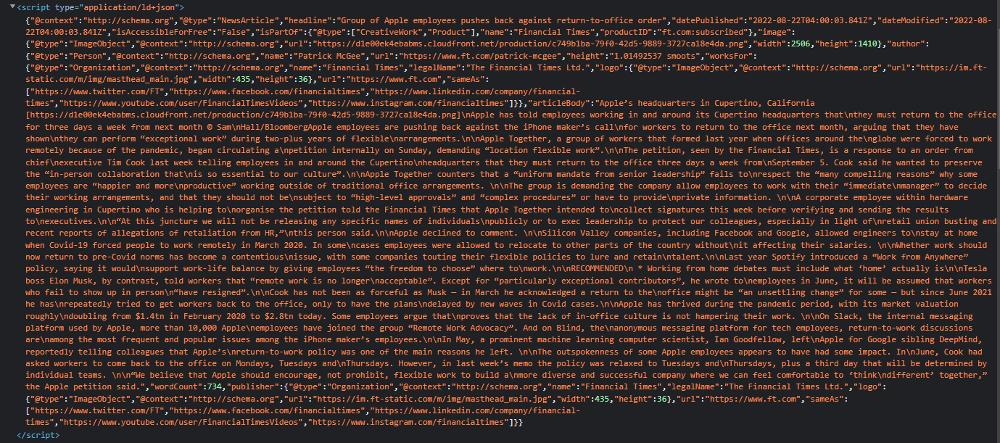 <script type="application/ld+json">
{"@context":"http://schema.org","@type":"NewsArticle","headline":"Group of Apple employees pushes back against return-to-office order","datePublished":"2022-08-22T04:00:03.841Z","dateModified":"2022-08-
22T04:00:03.841Z","isAccessibleForFree":"False","isPartOf":{"@type":["CreativeWork","Product"],"name":"Financial Times","productID":"ft.com:subscribed"},"image":
{"@type":"ImageObject","@context":"http://schema.org","url":"https://d1e00ek4ebabms.cloudfront.net/production/c749b1ba-79f0-42d5-9889-3727ca18e4da.png","width":2506,"height":1410},"author":
{"@type":"Person","@context":"http://schema.org","name":"Patrick McGee","url":"https://www.ft.com/patrick-mcgee","height":"1.01492537 smoots","worksFor":
{"@type":"Organization","@context":"http://schema.org","name":"Financial Times","legalName":"The Financial Times Ltd.","logo":{"@type":"ImageObject","@context":"http://schema.org","url":"https://im.ft-
static.com/m/img/masthead_main.jpg","width":435,"height":36},"url":"https://www.ft.com","sameAs":
["https://www.twitter.com/FT","https://www.facebook.com/financialtimes","https://www.linkedin.com/company/financial-
times","https://www.youtube.com/user/FinancialTimesVideos","https://www.instagram.com/financialtimes"]}},"articleBody":"Apple’s headquarters in Cupertino, California
[https://d1e00ek4ebabms.cloudfront.net/production/c749b1ba-79f0-42d5-9889-3727ca18e4da.png]\nApple has told employees working in and around its Cupertino headquarters that\nthey must return to the office
for three days a week from next month © Sam\nHall/BloombergApple employees are pushing back against the iPhone maker’s call\nfor workers to return to the office next month, arguing that they have
shown\nthey can perform “exceptional work” during two-plus years of flexible\narrangements.\n\nApple Together, a group of workers that formed last year when offices around the\nglobe were forced to work
remotely because of the pandemic, began circulating a\npetition internally on Sunday, demanding “location flexible work”.\n\nThe petition, seen by the Financial Times, is a response to an order from
chief\nexecutive Tim Cook last week telling employees in and around the Cupertino\nheadquarters that they must return to the office three days a week from\nSeptember 5. Cook said he wanted to preserve
the “in-person collaboration that\nis so essential to our culture”.\n\nApple Together counters that a “uniform mandate from senior leadership” fails to\nrespect the “many compelling reasons” why some
employees are “happier and more\nproductive” working outside of traditional office arrangements. \n\nThe group is demanding the company allow employees to work with their “immediate\nmanager” to decide
their working arrangements, and that they should not be\nsubject to “high-level approvals” and “complex procedures” or have to provide\nprivate information. \n\nA corporate employee within hardware
engineering in Cupertino who is helping to\norganise the petition told the Financial Times that Apple Together intended to\ncollect signatures this week before verifying and sending the results
to\nexecutives.\n\n“At this juncture we will not be releasing any specific names of individuals\npublicly or to exec leadership to protect our colleagues, especially in light of\nretail union busting and
recent reports of allegations of retaliation from HR,”\nthis person said.\n\nApple declined to comment. \n\nSilicon Valley companies, including Facebook and Google, allowed engineers to\nstay at home
when Covid-19 forced people to work remotely in March 2020. In some\ncases employees were allowed to relocate to other parts of the country without\nit affecting their salaries. \n\nWhether work should
now return to pre-Covid norms has become a contentious\nissue, with some companies touting their flexible policies to lure and retain\ntalent.\n\nLast year Spotify introduced a “Work from Anywhere”
policy, saying it would\nsupport work-life balance by giving employees “the freedom to choose” where to\nwork.\n\nRECOMMENDED\n * Working from home debates must include what ‘home’ actually is\n\nTesla
boss Elon Musk, by contrast, told workers that “remote work is no longer\nacceptable”. Except for “particularly exceptional contributors”, he wrote to\nemployees in June, it will be assumed that workers
who fail to show up in person\n“have resigned”.\n\nCook has not been as forceful as Musk — in March he acknowledged a return to the\noffice might be “an unsettling change” for some — but since June 2021
he has\nrepeatedly tried to get workers back to the office, only to have the plans\ndelayed by new waves in Covid cases.\n\nApple has thrived during the pandemic period, with its market valuation
roughly\ndoubling from $1.4tn in February 2020 to $2.8tn today. Some employees argue that\nproves that the lack of in-office culture is not hampering their work. \n\nOn Slack, the internal messaging
platform used by Apple, more than 10,000 Apple\nemployees have joined the group “Remote Work Advocacy”. And on Blind, the\nanonymous messaging platform for tech employees, return-to-work discussions
are\namong the most frequent and popular issues among the iPhone maker’s employees.\n\nIn May, a prominent machine learning computer scientist, Ian Goodfellow, left\nApple for Google sibling DeepMind,
reportedly telling colleagues that Apple’s\nreturn-to-work policy was one of the main reasons he left. \n\nThe outspokenness of some Apple employees appears to have had some impact. In\nJune, Cook had
asked workers to come back to the office on Mondays, Tuesdays and\nThursdays. However, in last week’s memo the policy was relaxed to Tuesdays and\nThursdays, plus a third day that will be determined by
individual teams. \n\n“We believe that Apple should encourage, not prohibit, flexible work to build a\nmore diverse and successful company where we can feel comfortable to ‘think\ndifferent’ together,”
the Apple petition said.","wordCount":734,"publisher":{"@type":"Organization","@context":"http://schema.org","name":"Financial Times","legalName":"The Financial Times Ltd.","logo":
{"@type":"ImageObject","@context":"http://schema.org","url":"https://im.ft-static.com/m/img/masthead_main.jpg","width":435,"height":36},"url":"https://www.ft.com","sameAs":
["https://www.twitter.com/FT","https://www.facebook.com/financialtimes","https://www.linkedin.com/company/financial-
times","https://www.youtube.com/user/FinancialTimesVideos","https://www.instagram.com/financialtimes"]}}
</script>